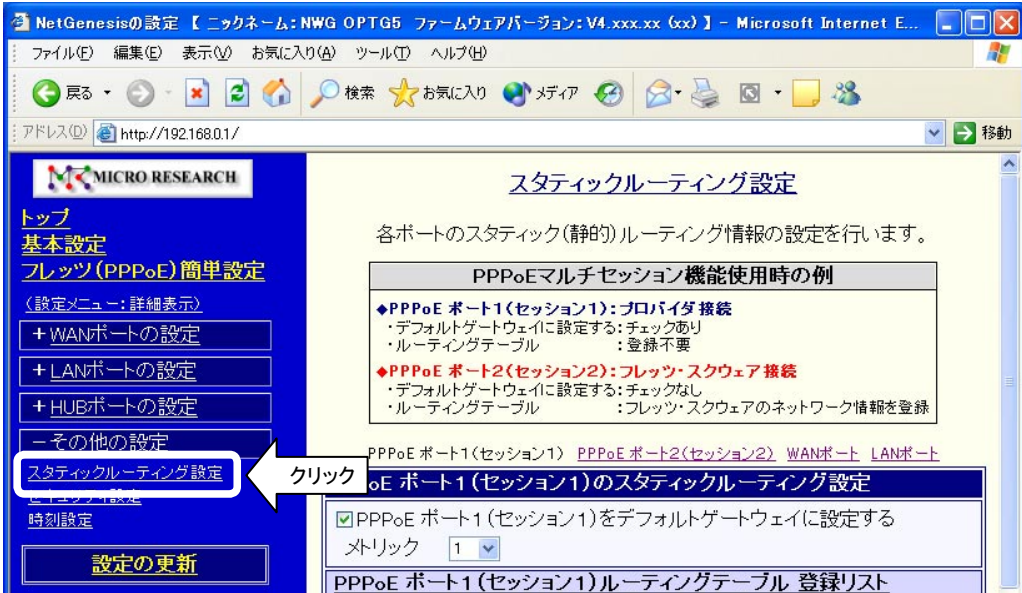 NetGenesisの設定 【 ニックネーム：NWG OPTG5 ファームウェアバージョン：V4.xxx.xx (xx) 】 - Microsoft Internet E...
ファイル(F) 編集(E) 表示(V) お気に入り(A) ツール(T) ヘルプ(H)
戻る 検索 お気に入り メディア
アドレス(D) http://192.168.0.1/ 移動
MICRO RESEARCH
トップ
基本設定
フレッツ(PPPoE)簡単設定
(設定メニュー：詳細表示)
+ WANポートの設定
+ LANポートの設定
+ HUBポートの設定
－その他の設定
スタティックルーティング設定
クリック
時刻設定
設定の更新
スタティックルーティング設定
各ポートのスタティック(静的)ルーティング情報の設定を行います。
PPPoEマルチセッション機能使用時の例
◆PPPoE ポート1(セッション1)：プロバイダ接続
・デフォルトゲートウェイに設定する：チェックあり
・ルーティングテーブル ：登録不要
◆PPPoE ポート2(セッション2)：フレッツ・スクウェア接続
・デフォルトゲートウェイに設定する：チェックなし
・ルーティングテーブル ：フレッツ・スクウェアのネットワーク情報を登録
PPPoE ポート1(セッション1) PPPoE ポート2(セッション2) WANポート LANポート
oE ポート1(セッション1)のスタティックルーティング設定
PPPoE ポート1(セッション1)をデフォルトゲートウェイに設定する
メトリック 1
PPPoE ポート1(セッション1)ルーティングテーブル 登録リスト